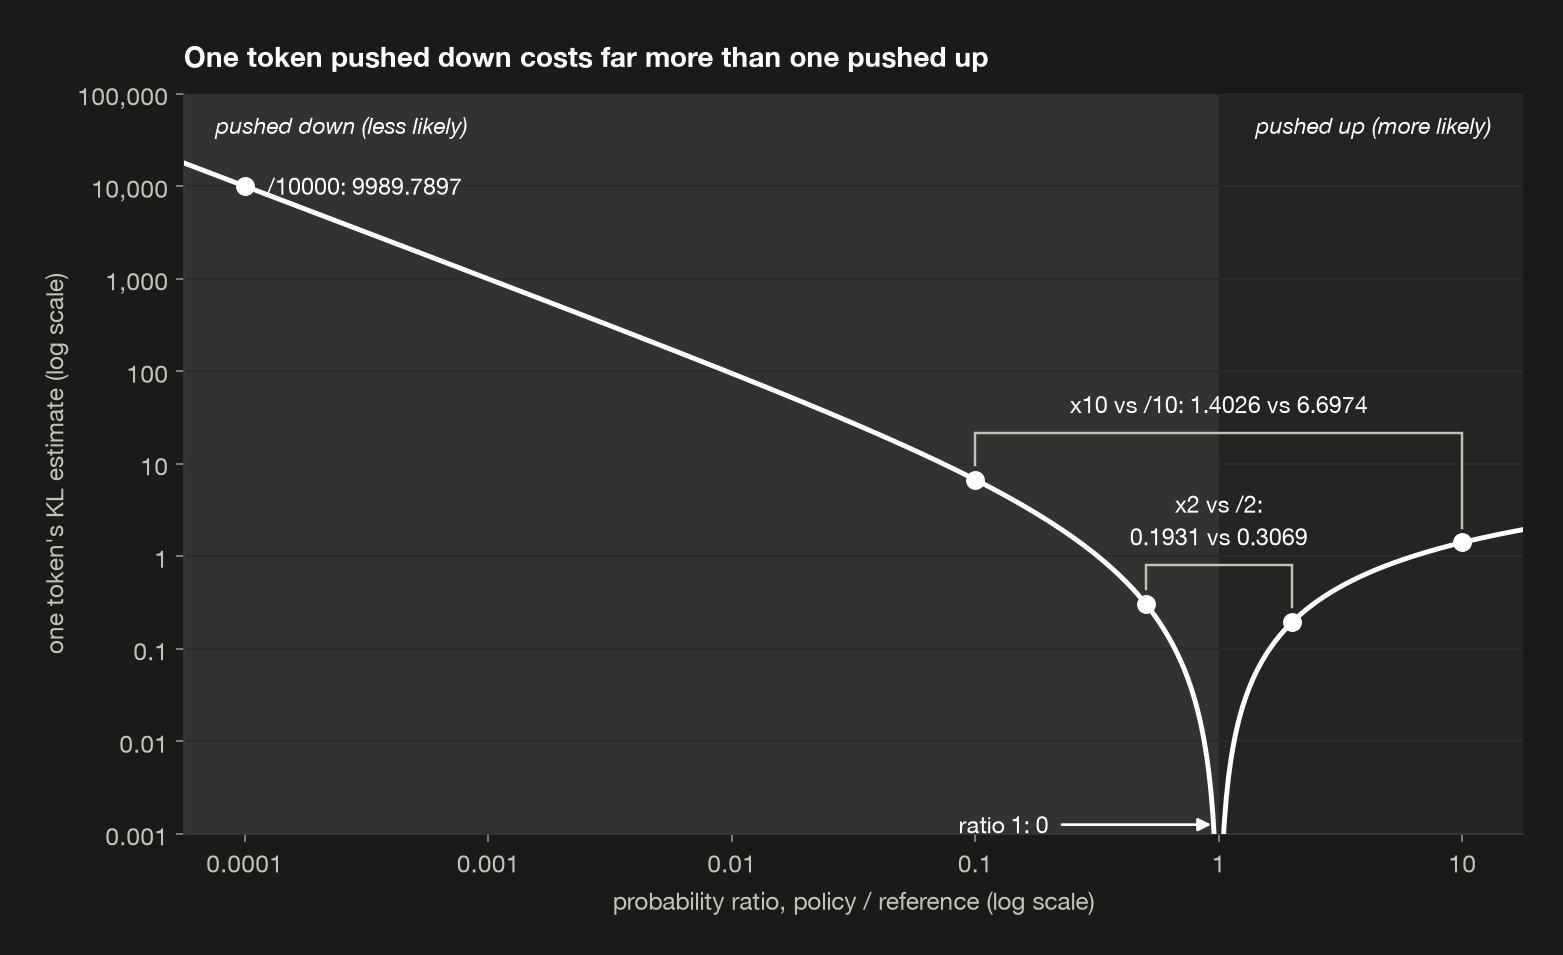 One token pushed down costs far more than one pushed up
100,000
pushed down (less likely)
pushed up (more likely)
10,000
/10000: 9989.7897
1,000
100
x10 vs /10: 1.4026 vs 6.6974
10
x2 vs /2:
0.1931 vs 0.3069
1
0.1
0.01
ratio 1: 0
0.001
one token's KL estimate (log scale)
0.0001
0.001
0.01
0.1
1
10
probability ratio, policy / reference (log scale)